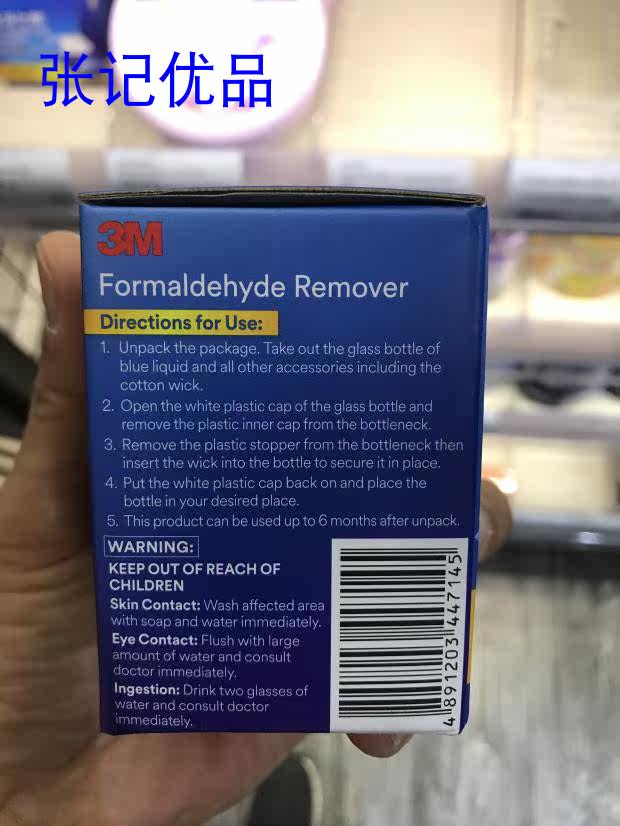 张记优品
3M
Formaldehyde Remover
Directions for Use:
1. Unpack the package. Take out the glass bottle of
blue liquid and all other accessories including the
cotton wick.
2. Open the white plastic cap of the glass bottle and
remove the plastic inner cap from the bottleneck.
3. Remove the plastic stopper from the bottleneck then
insert the wick into the bottle to secure it in place.
4. Put the white plastic cap back on and place the
bottle in your desired place.
5. This product can be used up to 6 months after unpack.
WARNING:
KEEP OUT OF REACH OF
CHILDREN
Skin Contact: Wash affected area
with soap and water immediately.
Eye Contact: Flush with large
amount of water and consult
doctor immediately.
Ingestion: Drink two glasses of
water and consult doctor
immediately.
4 891203 447145